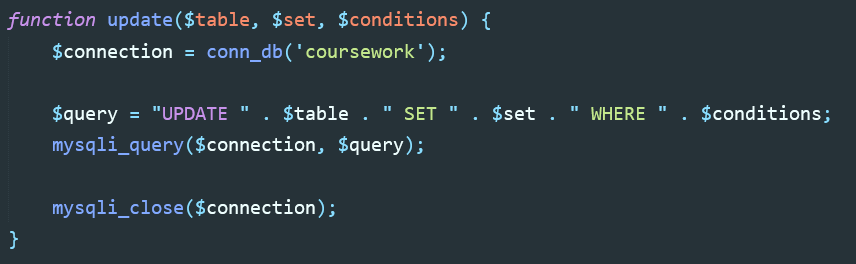 function update($table, $set, $conditions) {
$connection = conn_db('coursework');
$query = "UPDATE " . $table . " SET " . $set . " WHERE " . $conditions;
mysqli_query($connection, $query);
mysqli_close($connection);
}